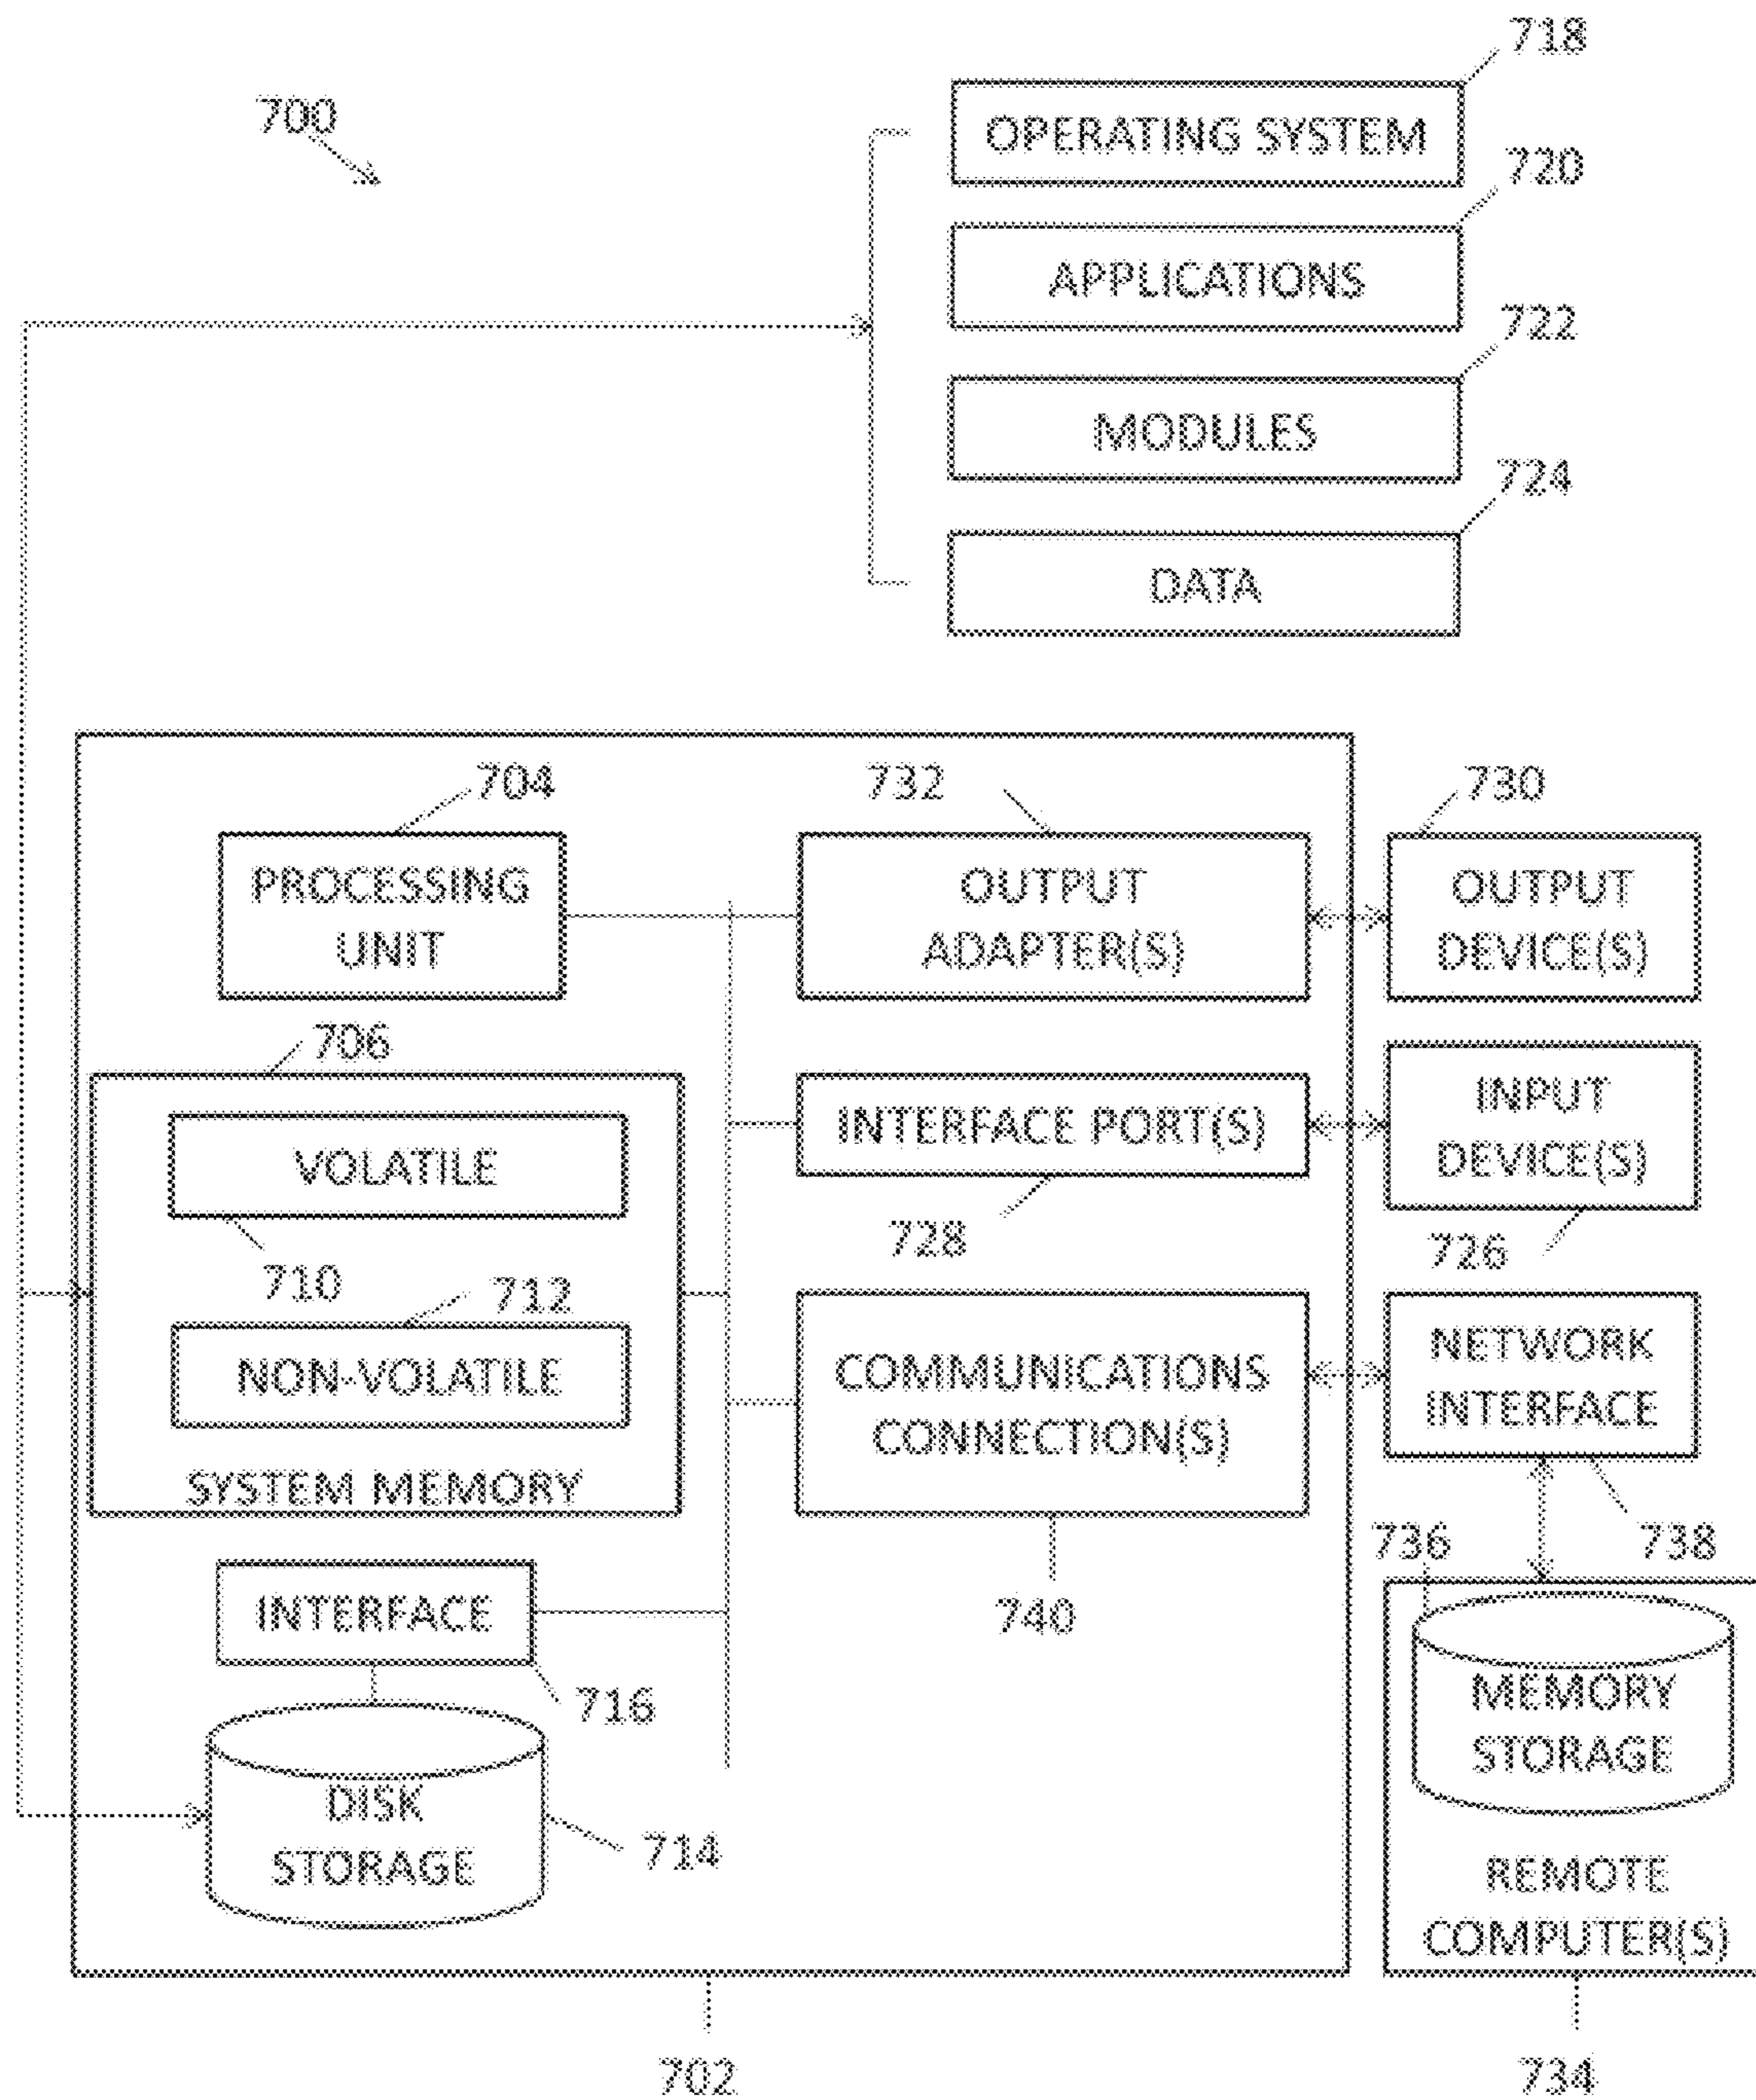 718
700
OPERATING SYSTEM
720
APPLICATIONS
722
MODULES
724
DATA
704
732
730
PROCESSING
UNIT
OUTPUT
ADAPTER(S)
OUTPUT
DEVICE(S)
706
VOLATILE
INTERFACE PORT(S)
INPUT
DEVICE(S)
710
728
726
712
NON-VOLATILE
SYSTEM MEMORY
COMMUNICATIONS
CONNECTION(S)
NETWORK
INTERFACE
736
738
INTERFACE
740
716
MEMORY
STORAGE
DISK
STORAGE
714
REMOTE
COMPUTER(S)
702
734